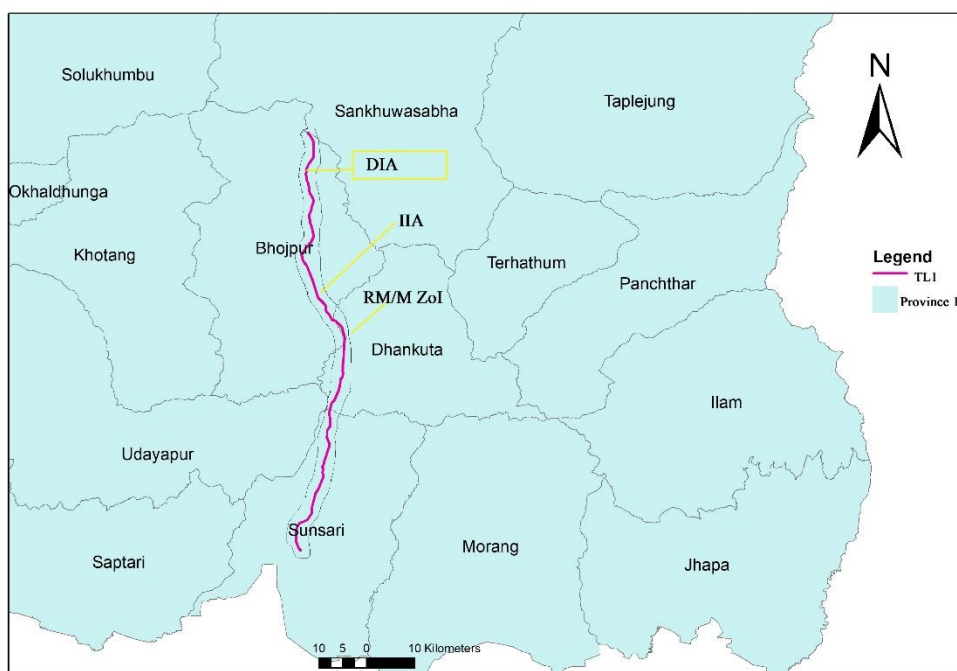 Solukhumbu
Sankhuwasabha
Taplejung
N
DIA
Okhaldhunga
IIA
Khotang
Bhojpur
Terhathum
Panchthar
Legend
TL1
RM/M ZoI
Province 1
Dhankuta
Ilam
Udayapur
Sunsari
Saptari
Morang
Jhapa
10 5 0 10 Kilometers